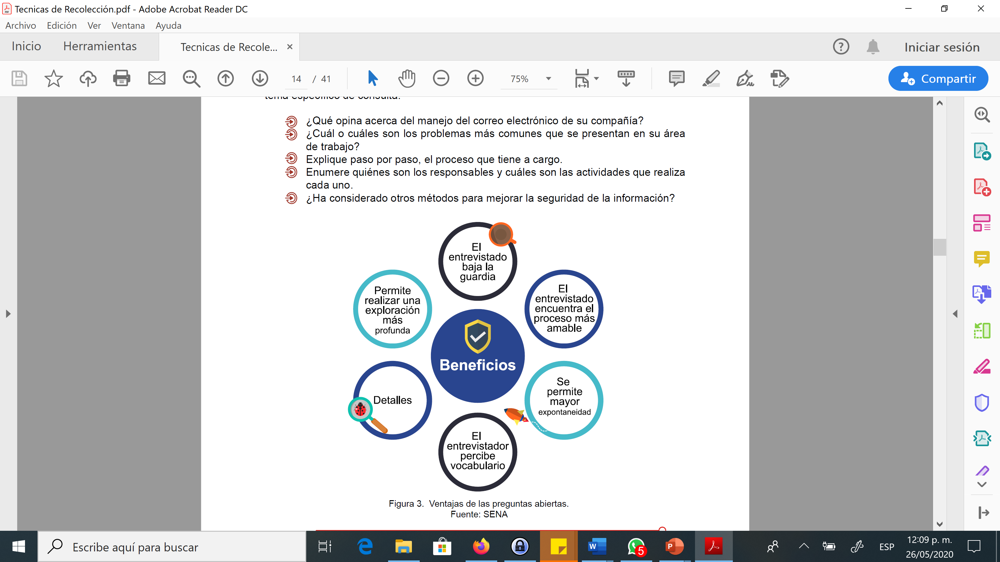 Tecnicas de Recolección.pdf - Adobe Acrobat Reader DC
Archivo Edición Ver Ventana Ayuda
Inicio Herramientas Tecnicas de Recole... × Iniciar sesión
14 / 41 75% Compartir
tema específico de consulta.
¿Qué opina acerca del manejo del correo electrónico de su compañía?
¿Cuál o cuáles son los problemas más comunes que se presentan en su área
de trabajo?
Explique paso por paso, el proceso que tiene a cargo.
Enumere quiénes son los responsables y cuáles son las actividades que realiza
cada uno.
¿Ha considerado otros métodos para mejorar la seguridad de la información?
El
entrevistado
baja la
guardia
Permite
realizar una
exploración
más
profunda
El
entrevistado
encuentra el
proceso más
amable
Beneficios
Detalles
Se
permite
mayor
expontaneidad
El
entrevistador
percibe
vocabulario
Figura 3. Ventajas de las preguntas abiertas.
Fuente: SENA
Escribe aquí para buscar
5
ESP
12:09 p. m.
26/05/2020